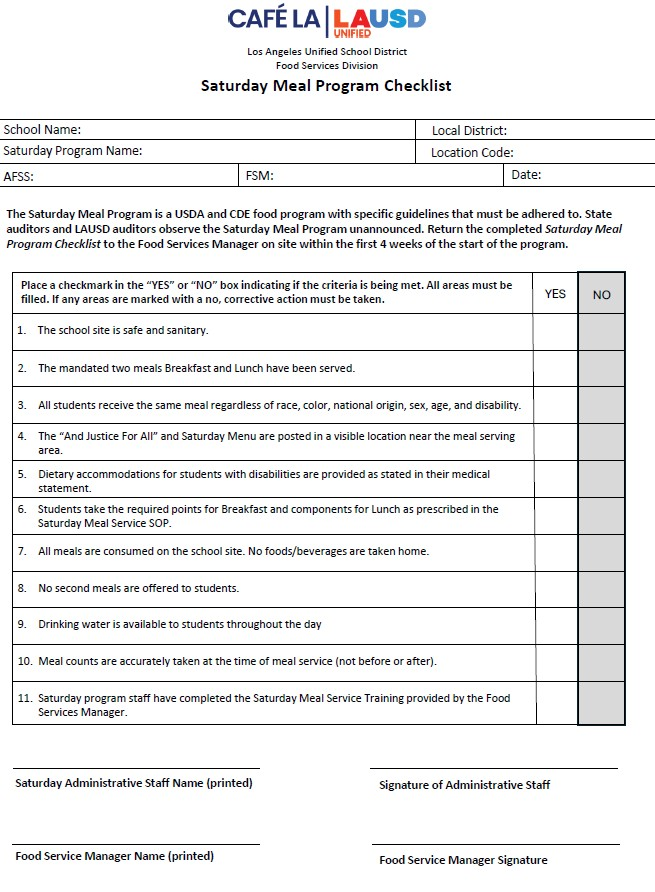 CAFÉ LA LAUSD
UNIFIED
Los Angeles Unified School District
Food Services Division
Saturday Meal Program Checklist
School Name:
Local District:
Saturday Program Name:
Location Code:
AFSS:
FSM:
Date:
The Saturday Meal Program is a USDA and CDE food program with specific guidelines that must be adhered to. State
auditors and LAUSD auditors observe the Saturday Meal Program unannounced. Return the completed Saturday Meal
Program Checklist to the Food Services Manager on site within the first 4 weeks of the start of the program.
Place a checkmark in the “YES” or “NO” box indicating if the criteria is being met. All areas must be
filled. If any areas are marked with a no, corrective action must be taken.
YES
NO
1. The school site is safe and sanitary.
2. The mandated two meals Breakfast and Lunch have been served.
3. All students receive the same meal regardless of race, color, national origin, sex, age, and disability.
4. The “And Justice For All” and Saturday Menu are posted in a visible location near the meal serving
area.
5. Dietary accommodations for students with disabilities are provided as stated in their medical
statement.
6. Students take the required points for Breakfast and components for Lunch as prescribed in the
Saturday Meal Service SOP.
7. All meals are consumed on the school site. No foods/beverages are taken home.
8. No second meals are offered to students.
9. Drinking water is available to students throughout the day
10. Meal counts are accurately taken at the time of meal service (not before or after).
11. Saturday program staff have completed the Saturday Meal Service Training provided by the Food
Services Manager.
Saturday Administrative Staff Name (printed)
Signature of Administrative Staff
Food Service Manager Name (printed)
Food Service Manager Signature